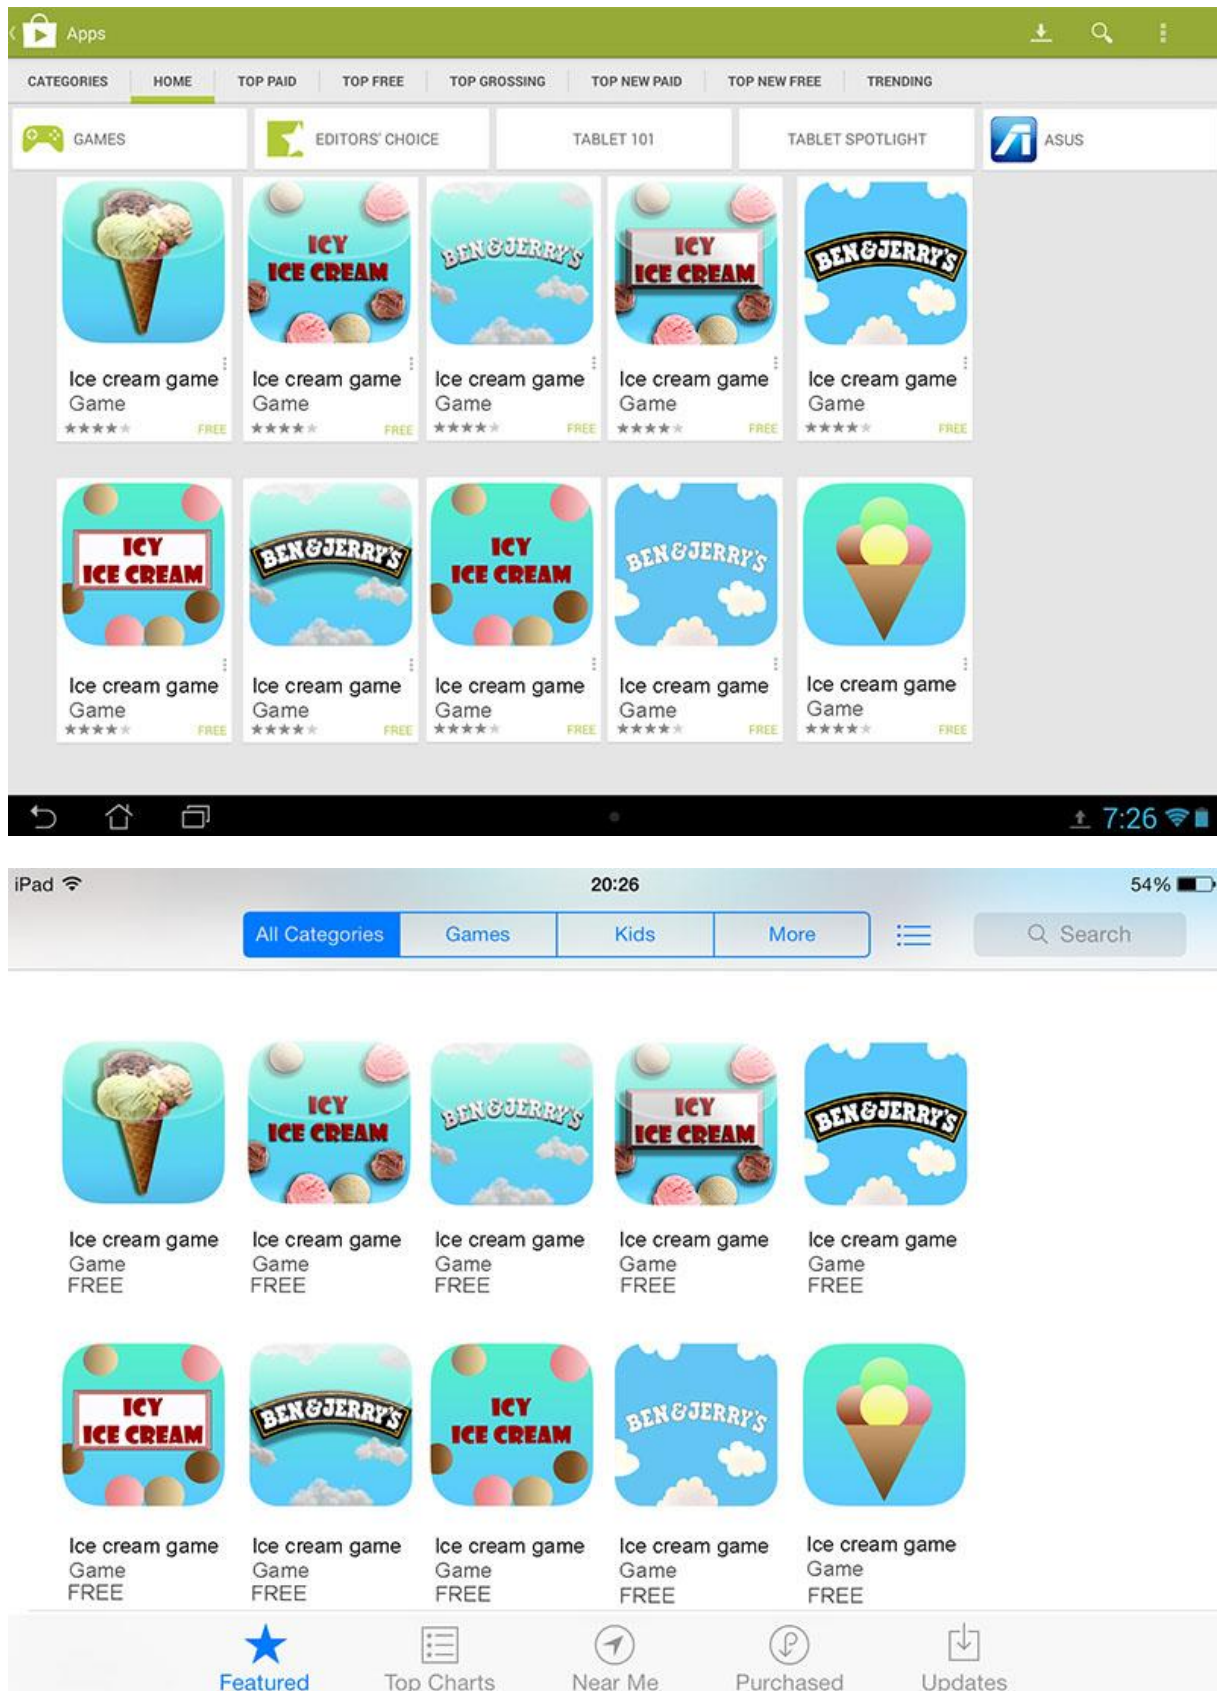 Apps
CATEGORIES HOME TOP PAID TOP FREE TOP GROSSING TOP NEW PAID TOP NEW FREE TRENDING
GAMES EDITORS' CHOICE TABLET 101 TABLET SPOTLIGHT ASUS
ICY ICE CREAM BEN & JERRY'S ICY ICE CREAM BEN & JERRY'S
Ice cream game Ice cream game Ice cream game Ice cream game Ice cream game
Game Game Game Game Game
FREE FREE FREE FREE FREE
ICY ICE CREAM BEN & JERRY'S ICY ICE CREAM BEN & JERRY'S
Ice cream game Ice cream game Ice cream game Ice cream game Ice cream game
Game Game Game Game Game
FREE FREE FREE FREE FREE
7:26
iPad 20:26 54%
All Categories Games Kids More Search
ICY ICE CREAM BEN & JERRY'S ICY ICE CREAM BEN & JERRY'S
Ice cream game Ice cream game Ice cream game Ice cream game Ice cream game
Game Game Game Game Game
FREE FREE FREE FREE FREE
ICY ICE CREAM BEN & JERRY'S ICY ICE CREAM BEN & JERRY'S
Ice cream game Ice cream game Ice cream game Ice cream game Ice cream game
Game Game Game Game Game
FREE FREE FREE FREE FREE
Featured Top Charts Near Me Purchased Updates